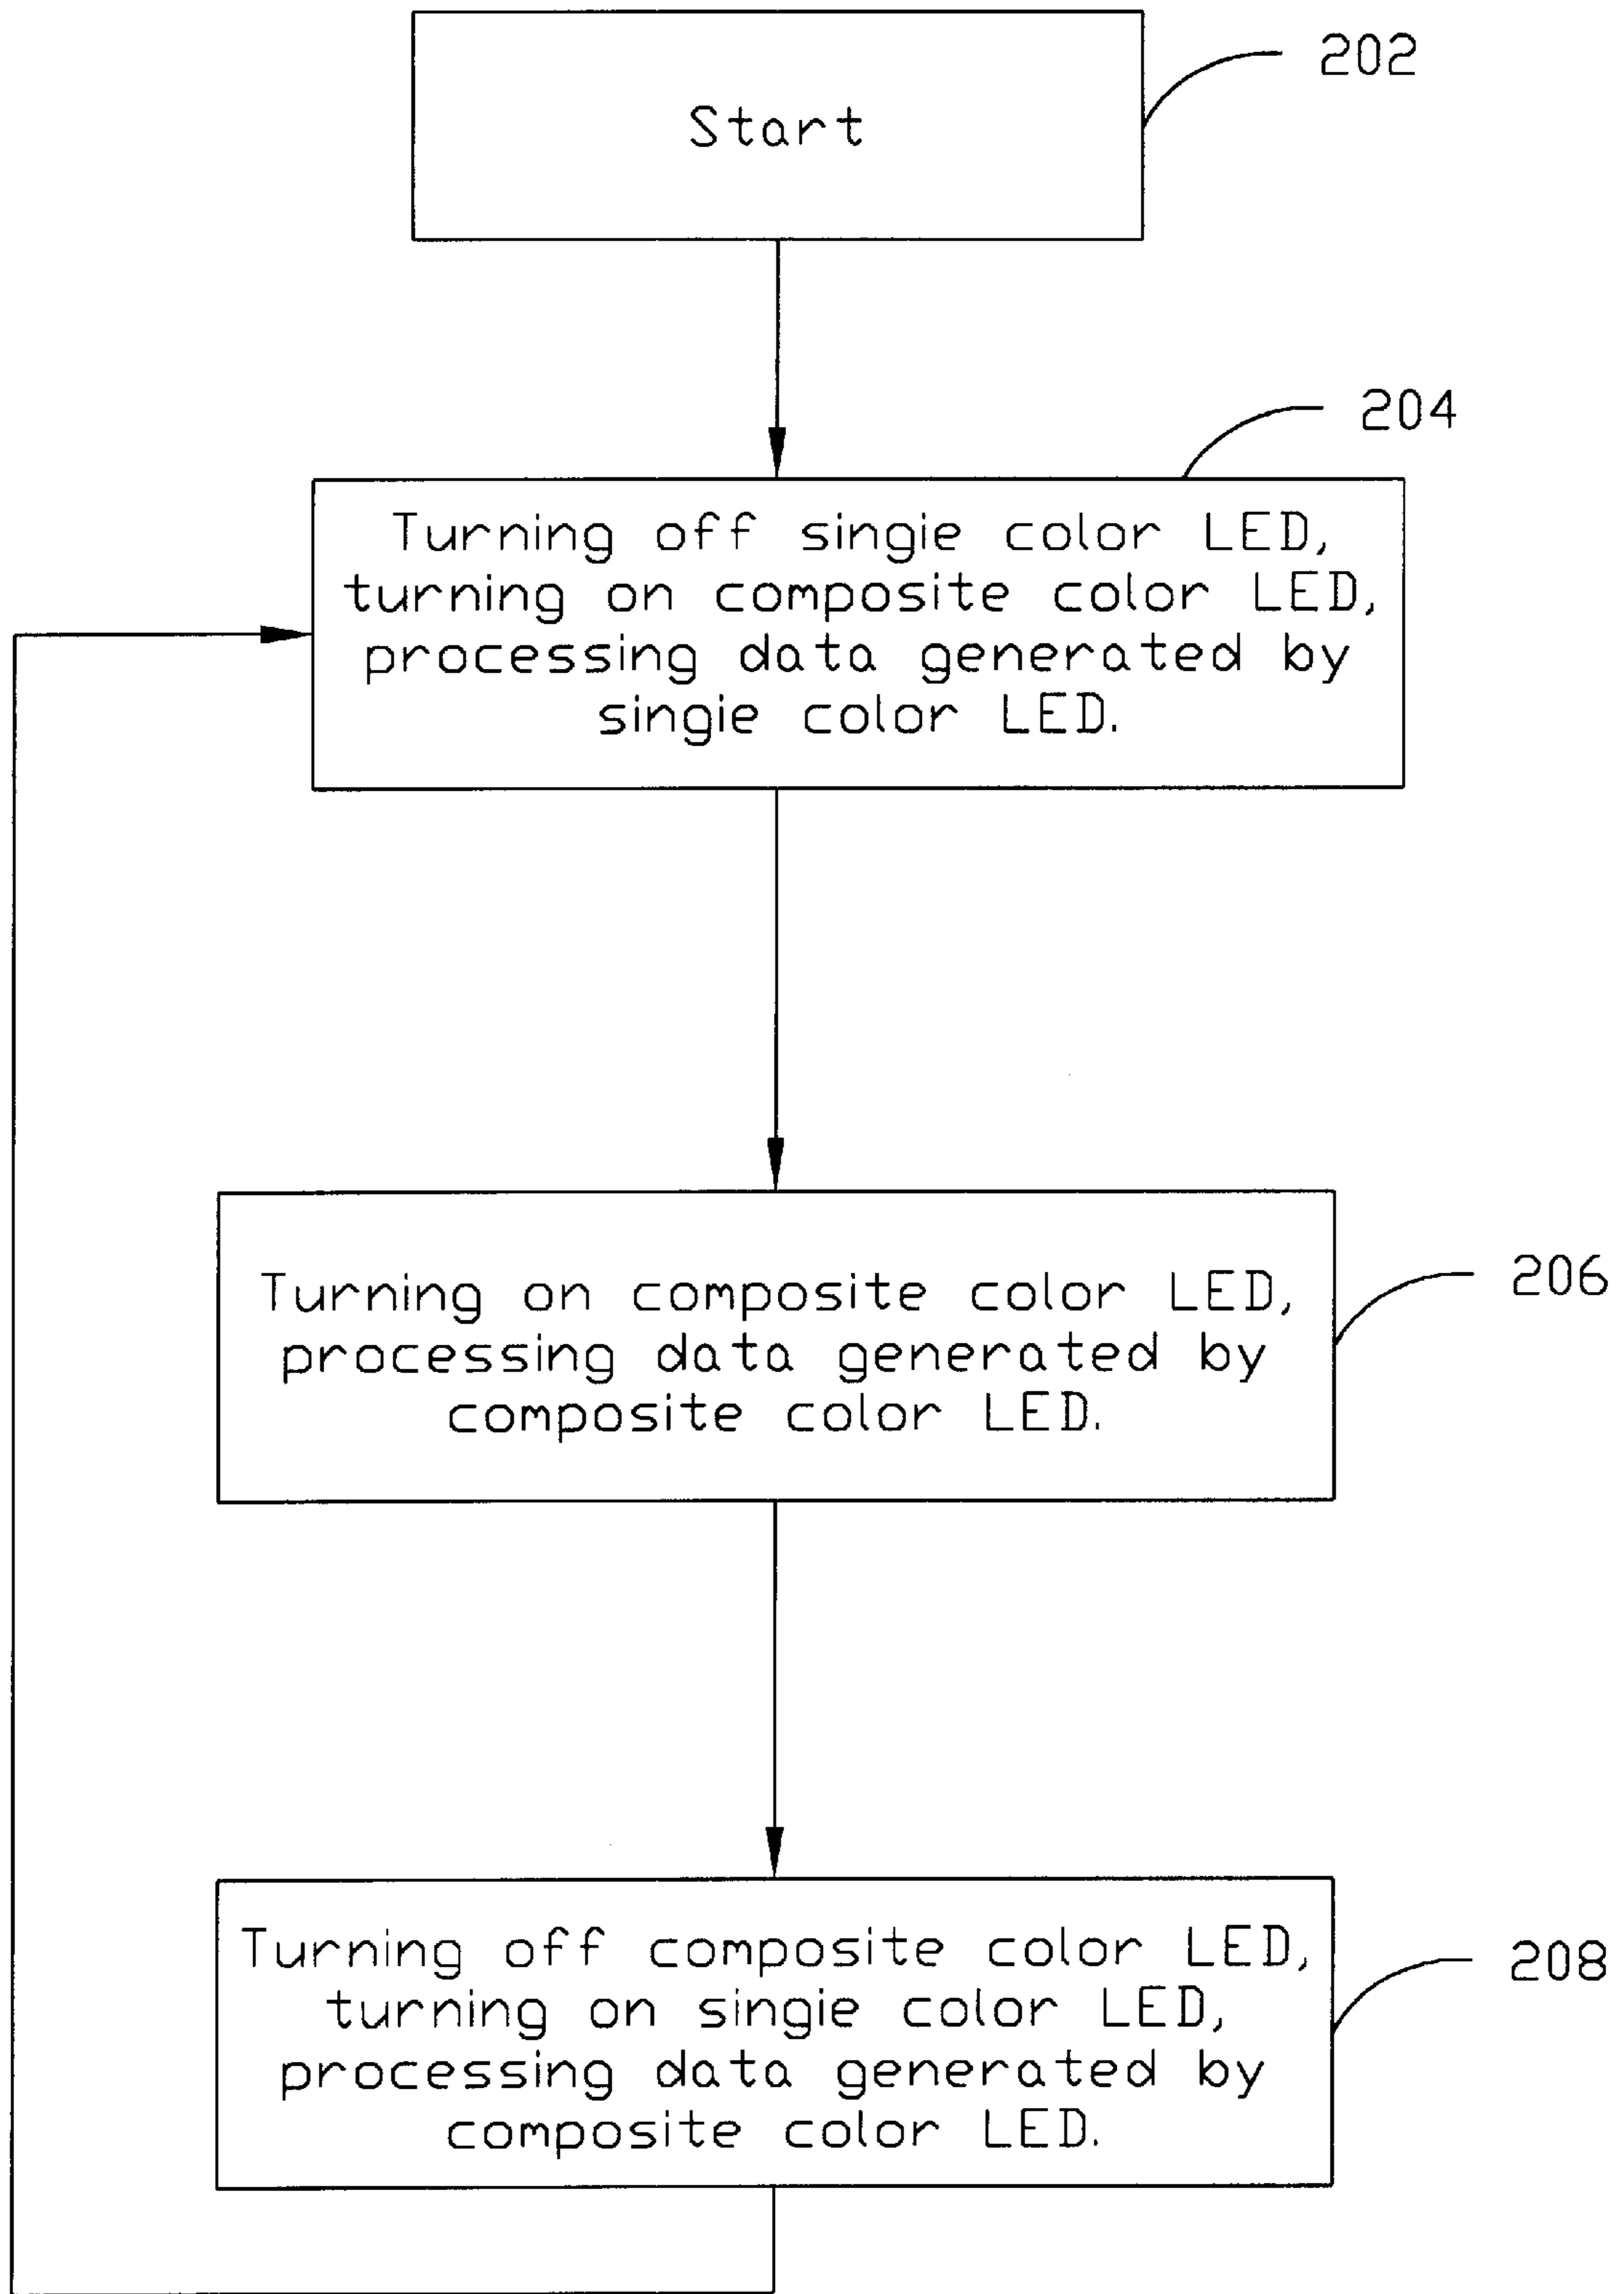 202
Start
204
Turning off singie color LED,
turning on composite color LED,
processing data generated by
singie color LED.
206
Turning on composite color LED,
processing data generated by
composite color LED.
208
Turning off composite color LED,
turning on singie color LED,
processing data generated by
composite color LED.